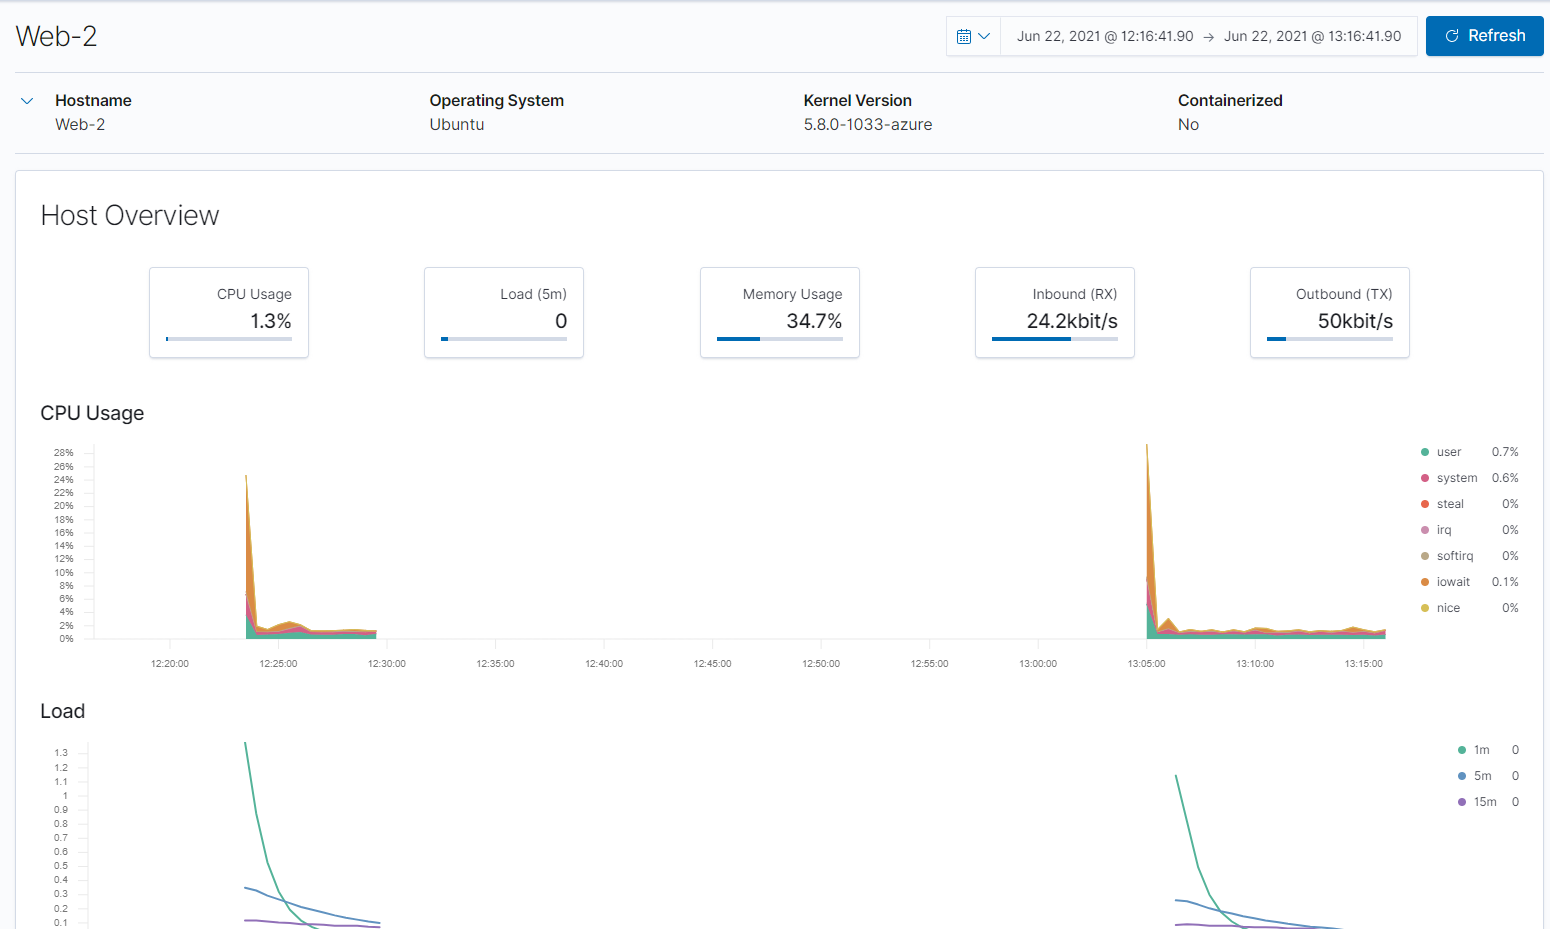 Web-2
Jun 22, 2021 @ 12:16:41.90 → Jun 22, 2021 @ 13:16:41.90
Refresh
Hostname
Web-2
Operating System
Ubuntu
Kernel Version
5.8.0-1033-azure
Containerized
No
Host Overview
CPU Usage
1.3%
Load (5m)
0
Memory Usage
34.7%
Inbound (RX)
24.2kbit/s
Outbound (TX)
50kbit/s
CPU Usage
28%
26%
24%
22%
20%
18%
16%
14%
12%
10%
8%
6%
4%
2%
0%
12:20:00 12:25:00 12:30:00 12:35:00 12:40:00 12:45:00 12:50:00 12:55:00 13:00:00 13:05:00 13:10:00 13:15:00
user 0.7%
system 0.6%
steal 0%
irq 0%
softirq 0%
iowait 0.1%
nice 0%
Load
1.3
1.2
1.1
1
0.9
0.8
0.7
0.6
0.5
0.4
0.3
0.2
0.1
1m 0
5m 0
15m 0